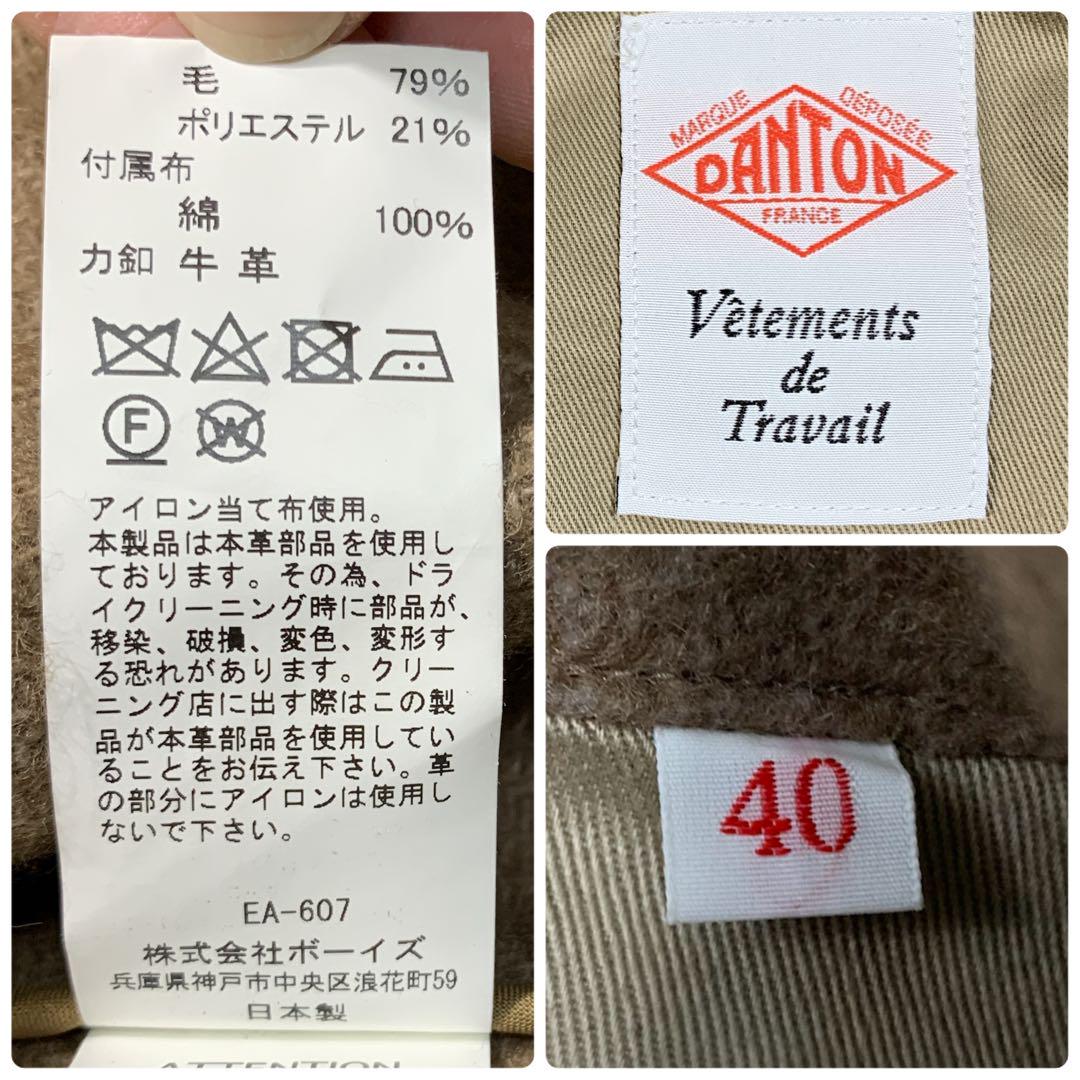 毛 79%
ポリエステル 21%
付属布
綿 100%
力釦 牛革
F
W
アイロン当て布使用。
本製品は本革部品を使用し
ております。その為、ドラ
イクリーニング時に部品が、
移染、破損、変色、変形す
る恐れがあります。クリー
ニング店に出す際はこの製
品が本革部品を使用してい
ることをお伝え下さい。革
の部分にアイロンは使用し
ないで下さい。
EA-607
株式会社ボーイズ
兵庫県神戸市中央区浪花町59
日本製
ATTENTION
MARQUE DÉPOSÉE
DANTON
FRANCE
Vêtements
de
Travail
40